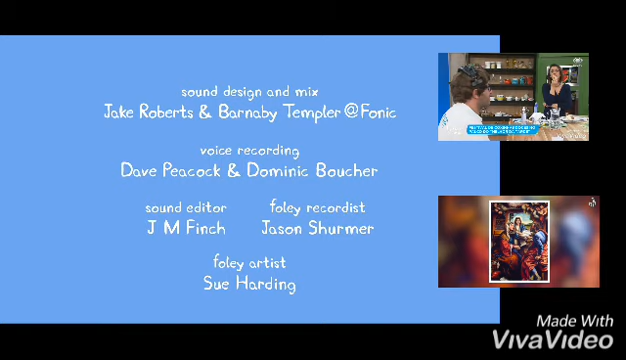 sound design and mix
Jake Roberts & Barnaby Templer @ Fonic
voice recording
Dave Peacock & Dominic Boucher
sound editor
J M Finch
foley recordist
Jason Shurmer
foley artist
Sue Harding
Made With
VivaVideo